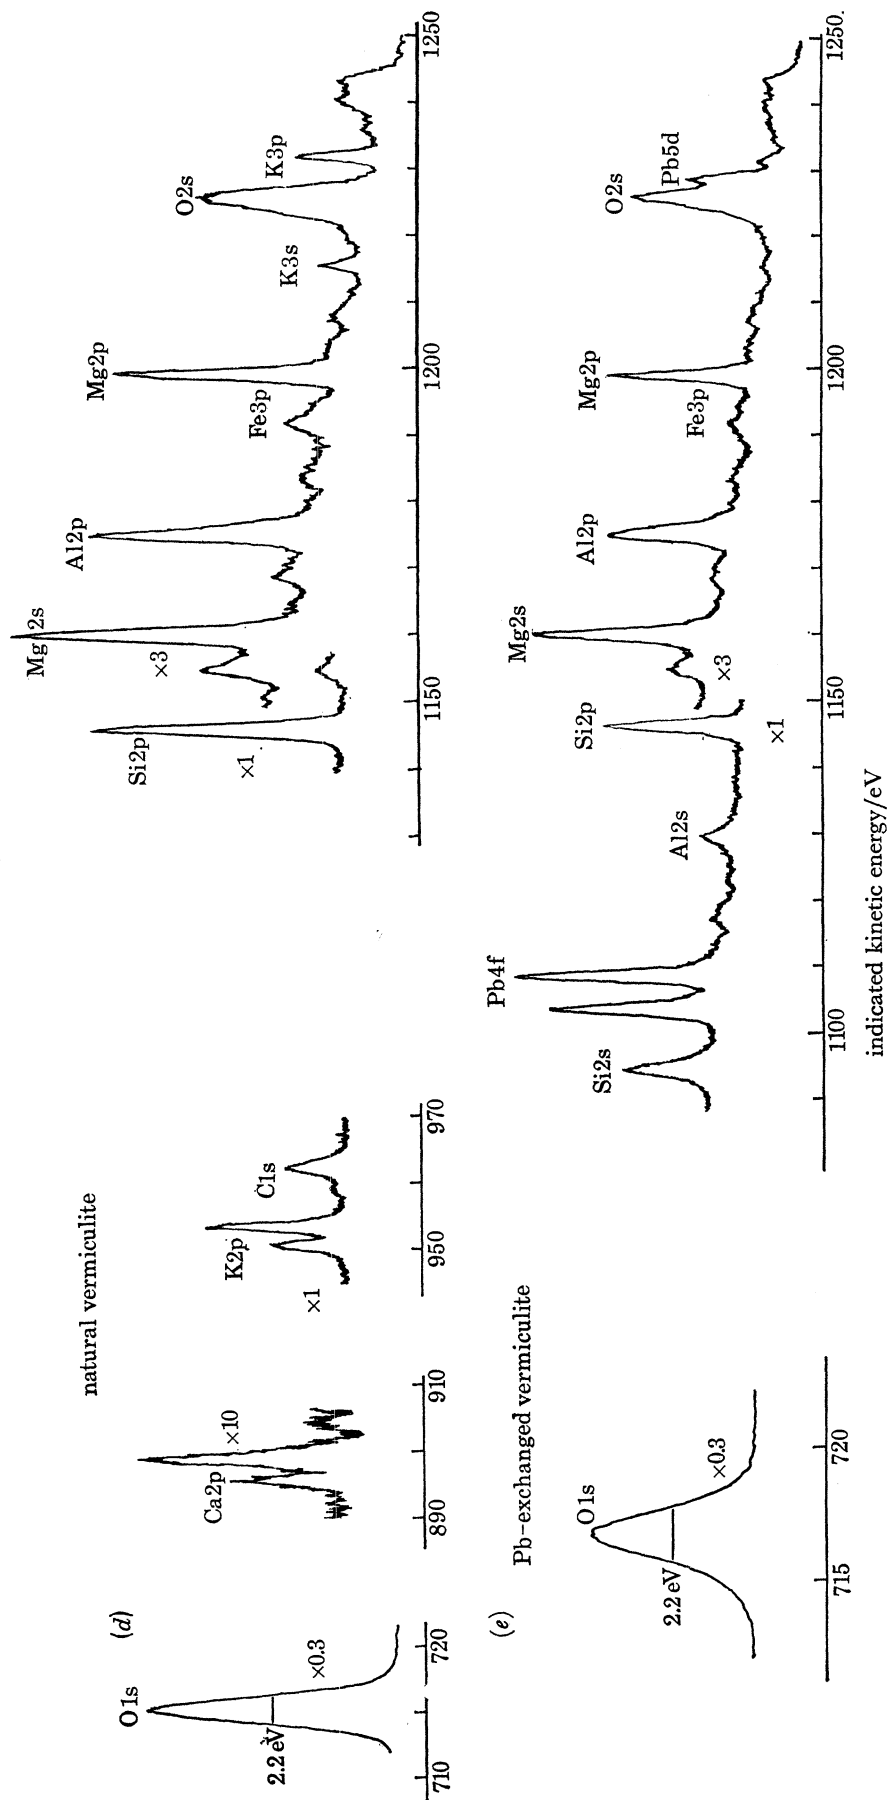 (d)
natural vermiculite
O1s
2.2 eV
×0.3
710
720
Ca2p
×10
890
910
K2p
C1s
×1
950
970
Si2p
×1
Mg 2s
×3
Al2p
Fe3p
Mg2p
K3s
O2s
K3p
1150
1200
1250
(e)
Pb-exchanged vermiculite
O1s
2.2 eV
×0.3
715
720
Si2s
Pb4f
Al2s
Si2p
×1
Mg2s
×3
Al2p
Fe3p
Mg2p
O2s
Pb5d
1100
1150
1200
1250.
indicated kinetic energy/eV